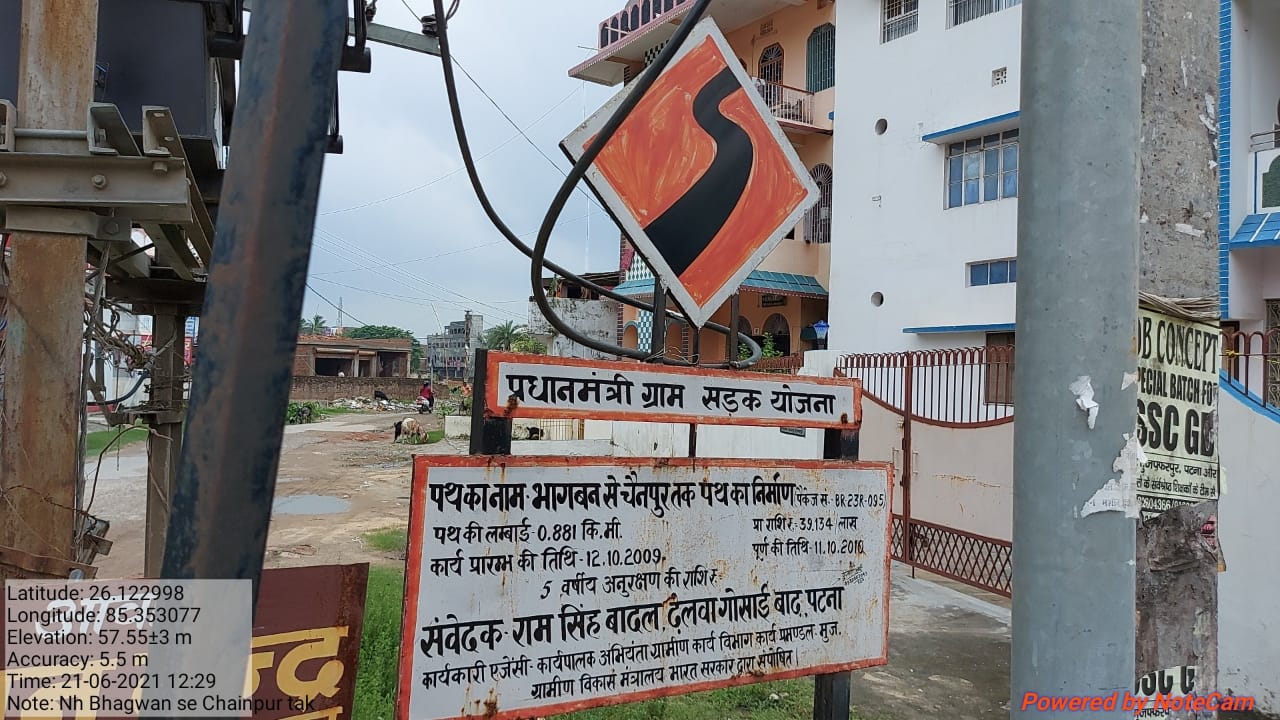 प्रधानमंत्री ग्राम सड़क योजना
पथ का नाम- भागबन से चैनपुर तक पथ का निर्माण पैकेज सं.- BR-23R-095
पथ की लम्बाई - 0.881 कि.मी.
प्रा राशि रु.- 39.134 लाख
कार्य प्रारम्भ की तिथि - 12.10.2009.
पूर्ण की तिथि - 11.10.2010
5 वर्षीय अनुरक्षण की राशि रु.
संवेदक- राम सिंह बादल दलवा गोसाई बाद, पटना
कार्यकारी एजेंसी- कार्यपालक अभियंता ग्रामीण कार्य विभाग कार्य प्रमण्डल- मुज.
ग्रामीण विकास मंत्रालय भारत सरकार द्वारा संपोषित
B CONCEPT
PECIAL BATCH FO
SSC GD
पटना और
Latitude: 26.122998
Longitude: 85.353077
Elevation: 57.55±3 m
Accuracy: 5.5 m
Time: 21-06-2021 12:29
Note: Nh Bhagwan se Chainpur tak
Powered by NoteCam